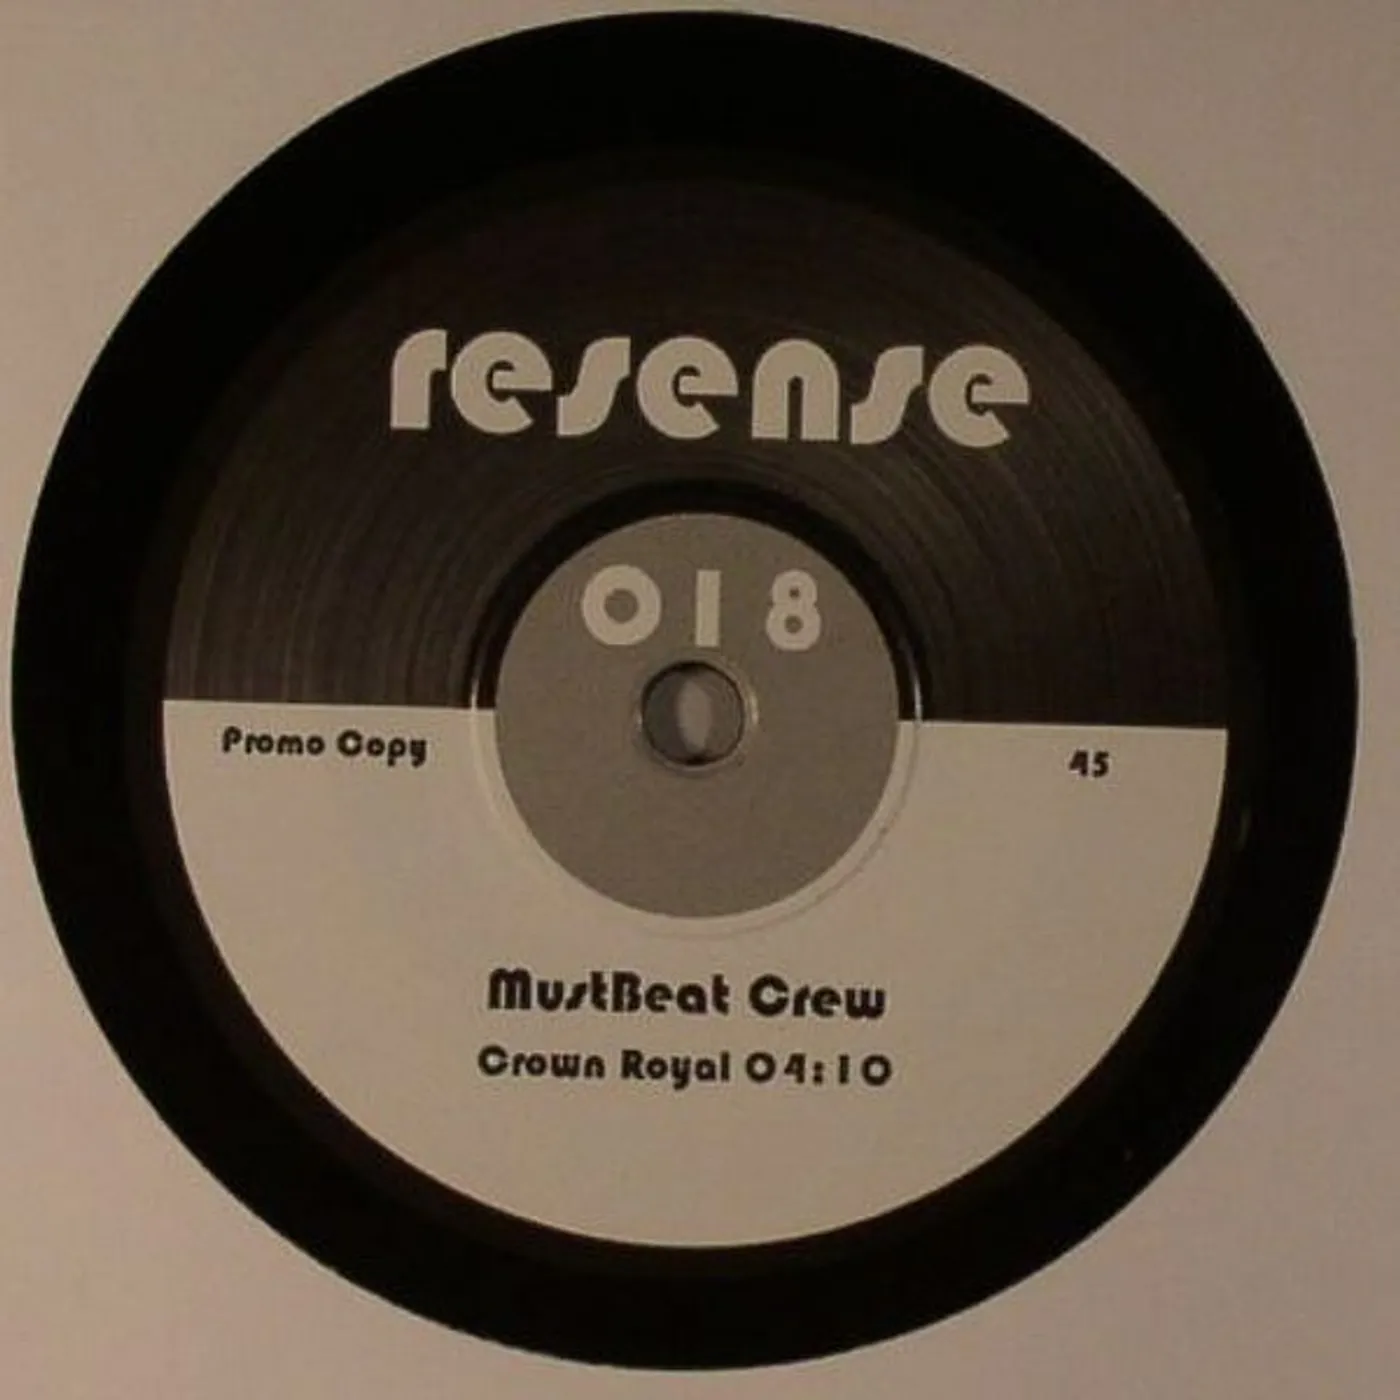 resense
018
Promo Copy 45
MustBeat Crew
Crown Royal 04:10